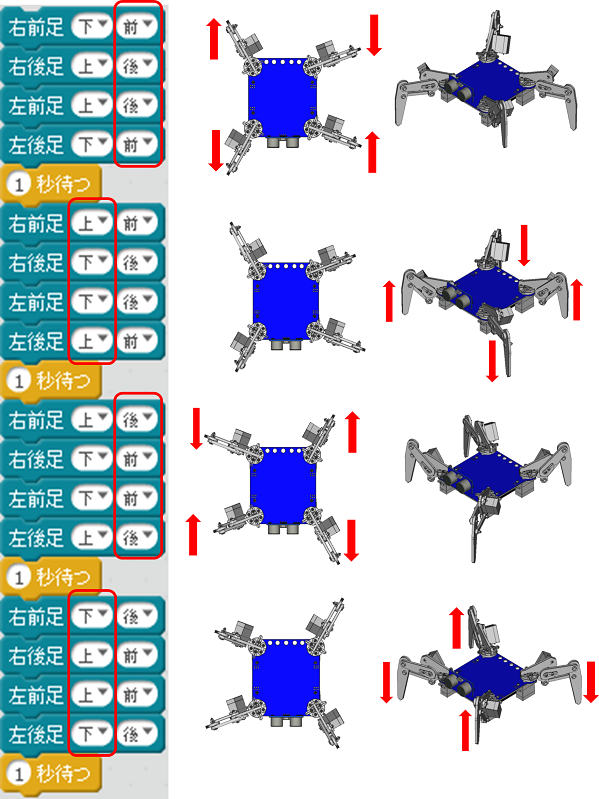 右前足 下 前
右後足 上 後
左前足 上 後
左後足 下 前
1 秒待つ
右前足 上 前
右後足 下 後
左前足 下 後
左後足 上 前
1 秒待つ
右前足 上 後
右後足 下 前
左前足 下 前
左後足 上 後
1 秒待つ
右前足 下 後
右後足 上 前
左前足 上 前
左後足 下 後
1 秒待つ